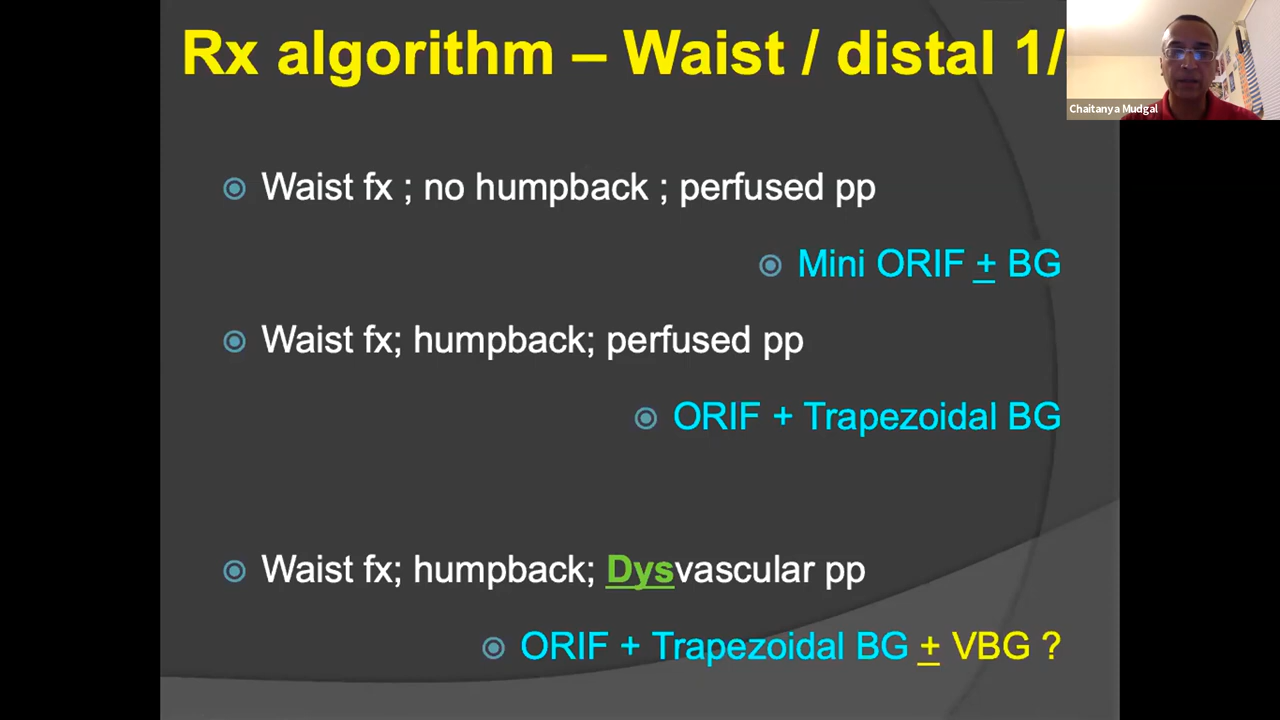 Rx algorithm – Waist / distal 1/
Chaitanya Mudgal
Waist fx ; no humpback ; perfused pp
Mini ORIF + BG
Waist fx; humpback; perfused pp
ORIF + Trapezoidal BG
Waist fx; humpback; Dysvascular pp
ORIF + Trapezoidal BG + VBG ?